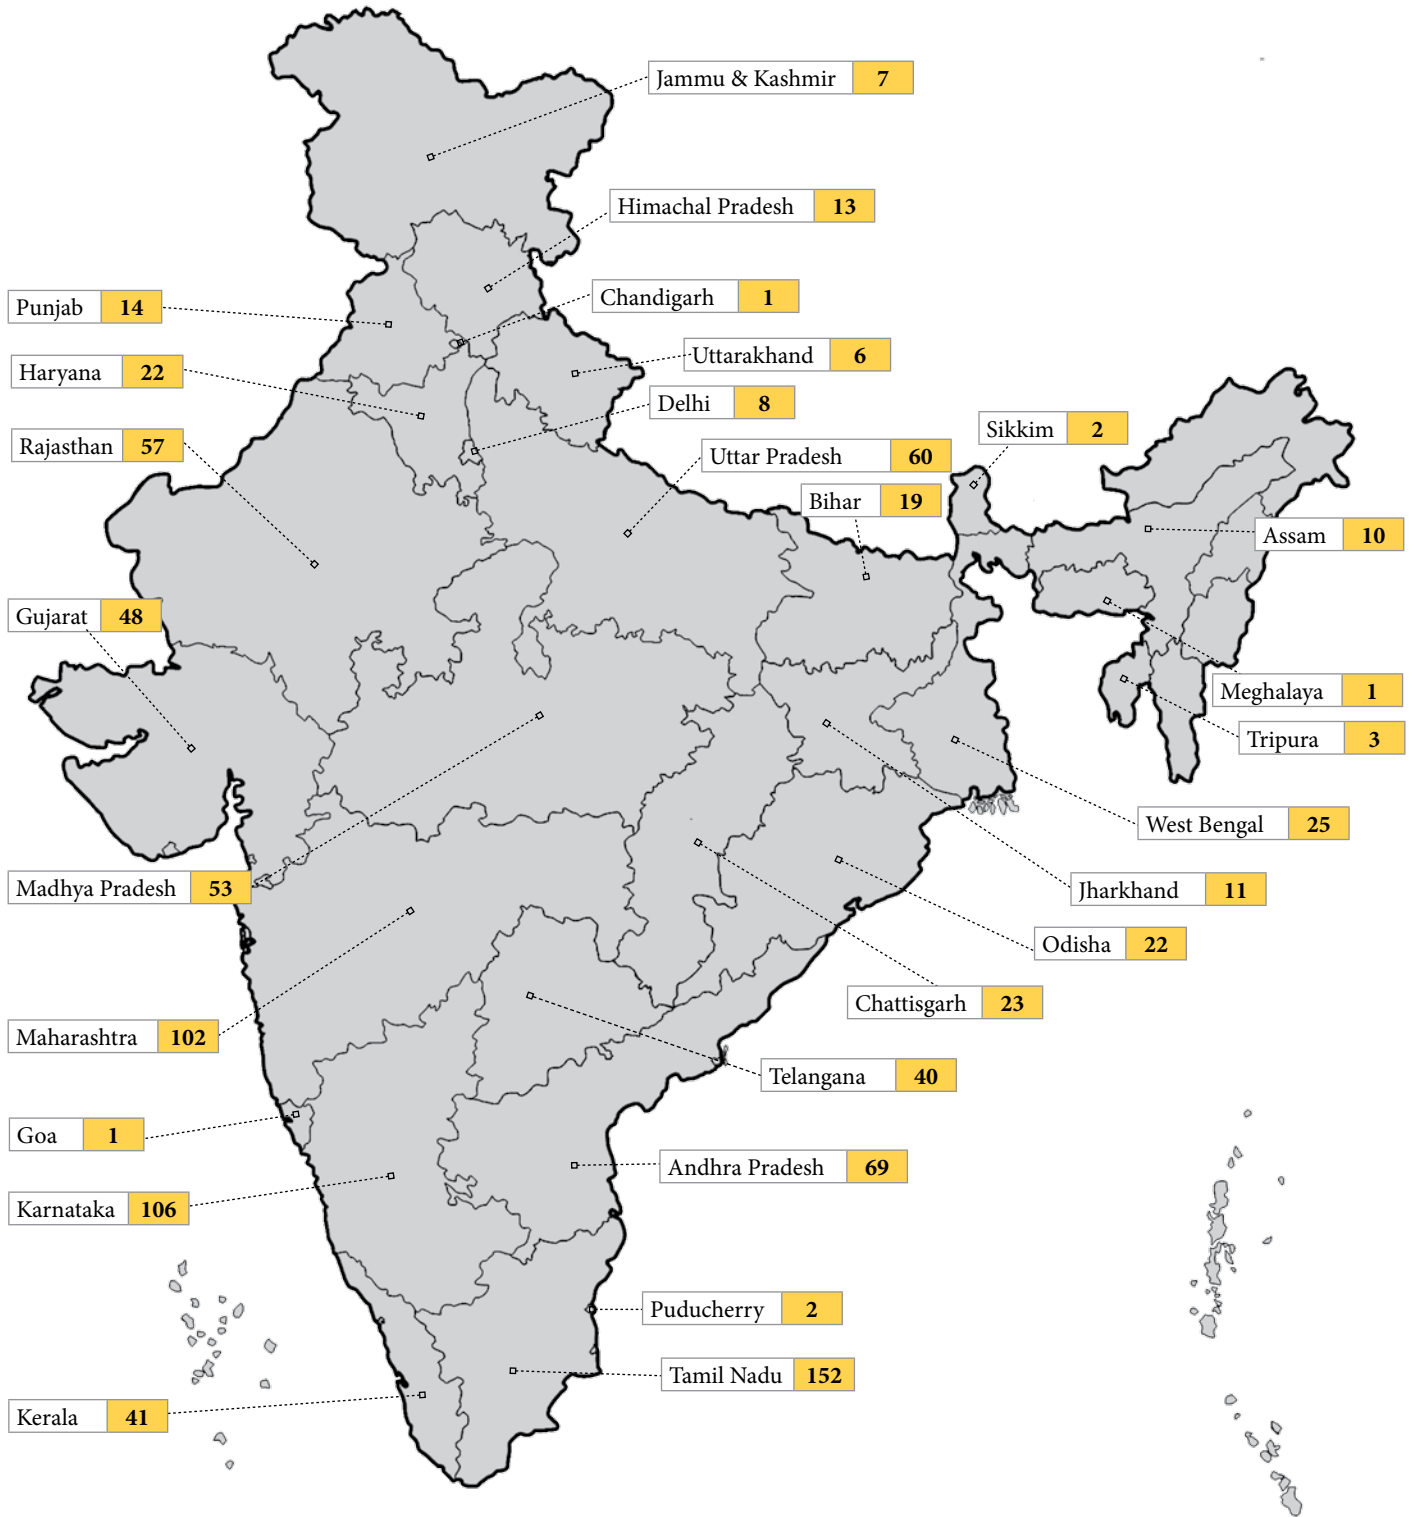 Jammu & Kashmir 7
Himachal Pradesh 13
Chandigarh 1
Punjab 14
Uttarakhand 6
Haryana 22
Delhi 8
Sikkim 2
Rajasthan 57
Uttar Pradesh 60
Bihar 19
Assam 10
Gujarat 48
Meghalaya 1
Tripura 3
West Bengal 25
Madhya Pradesh 53
Jharkhand 11
Odisha 22
Chattisgarh 23
Maharashtra 102
Telangana 40
Goa 1
Andhra Pradesh 69
Karnataka 106
Puducherry 2
Tamil Nadu 152
Kerala 41